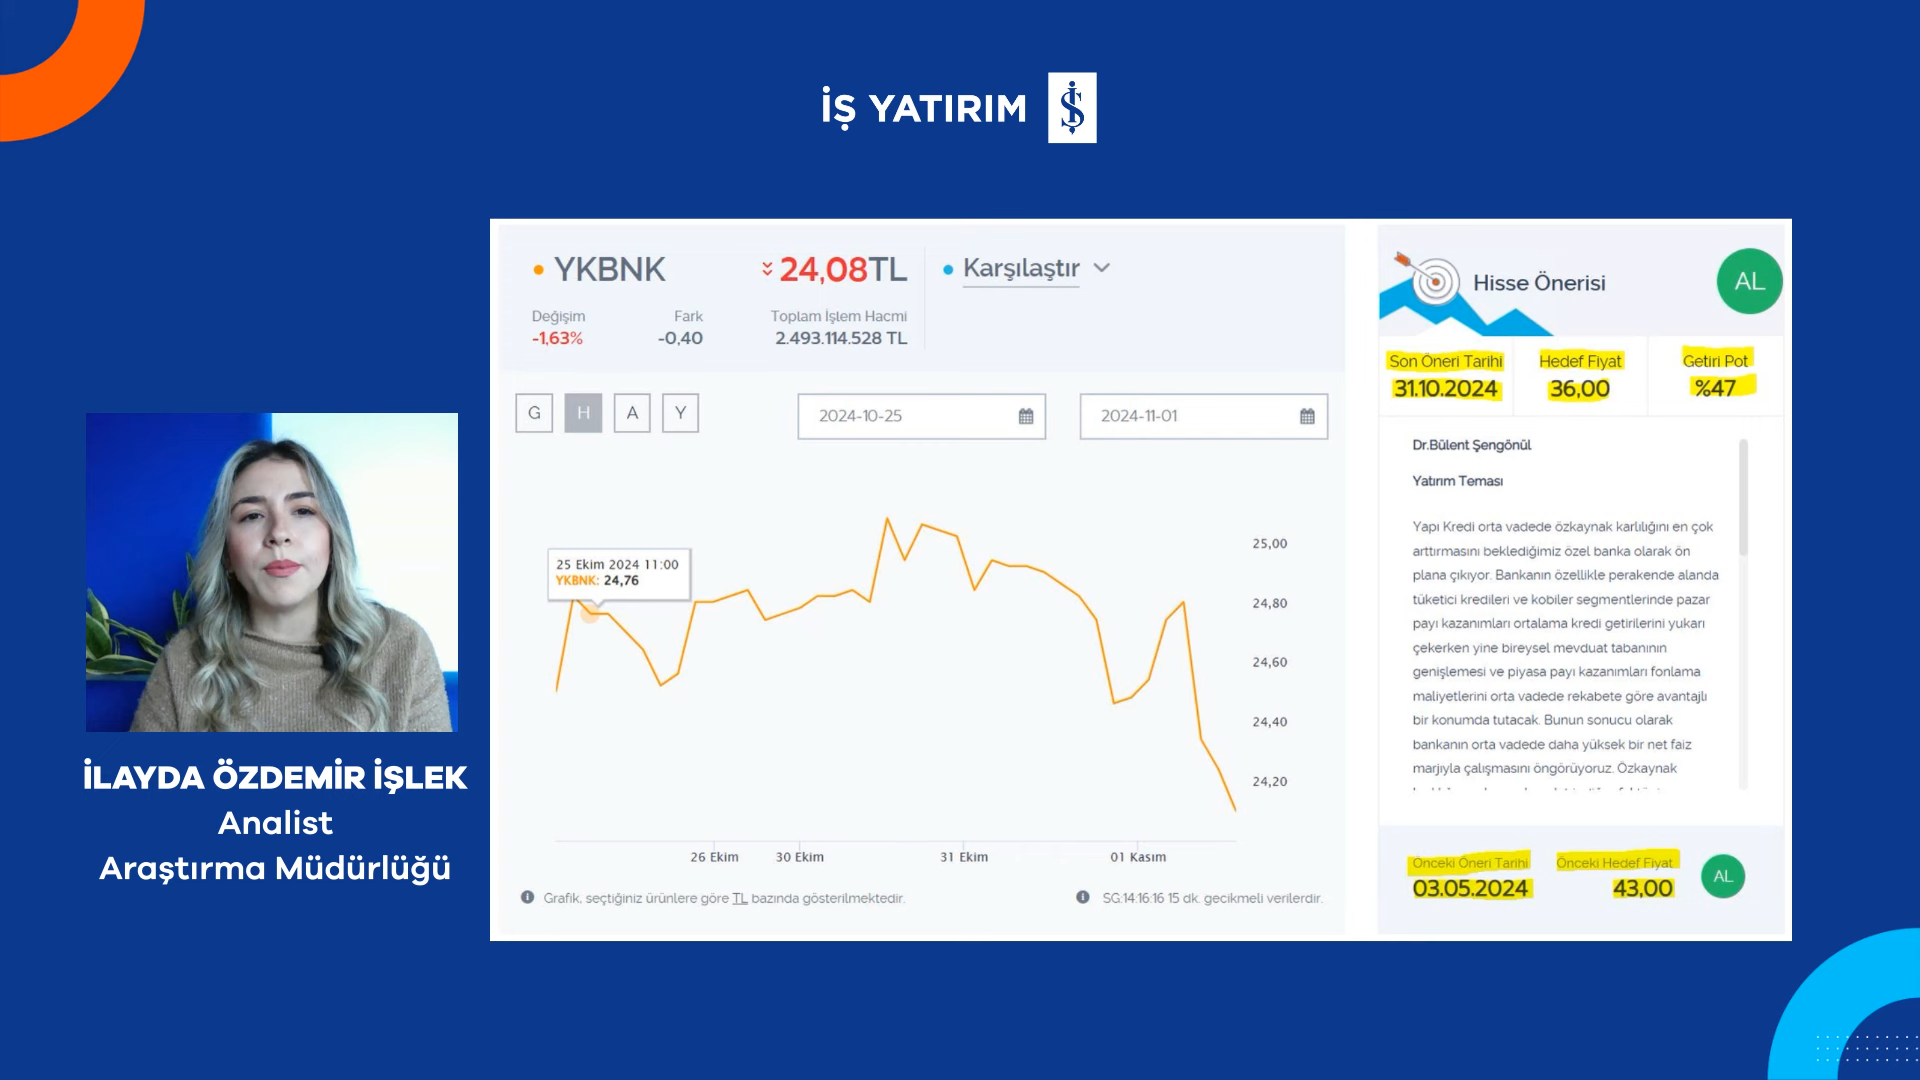 İŞ YATIRIM
YKBNK
24,08TL
Karşılaştır
Değişim
Fark
Toplam İşlem Hacmi
-1,63%
-0,40
2.493.114.528 TL
G
H
A
Y
2024-10-25
2024-11-01
25 Ekim 2024 11:00
YKBNK: 24,76
25,00
24,80
24,60
24,40
24,20
26 Ekim
30 Ekim
31 Ekim
01 Kasım
Grafik, seçtiğiniz ürünlere göre TL bazında gösterilmektedir.
SG:14:16:16 15 dk. gecikmeli verilerdir.
Hisse Önerisi
AL
Son Öneri Tarihi
Hedef Fiyat
Getiri Pot
31.10.2024
36,00
%47
Dr.Bülent Şengönül
Yatırım Teması
Yapı Kredi orta vadede özkaynak karlılığını en çok
arttırmasını beklediğimiz özel banka olarak ön
plana çıkıyor. Bankanın özellikle perakende alanda
tüketici kredileri ve kobiler segmentlerinde pazar
payı kazanımları ortalama kredi getirilerini yukarı
çekerken yine bireysel mevduat tabanının
genişlemesi ve piyasa payı kazanımları fonlama
maliyetlerini orta vadede rekabete göre avantajlı
bir konumda tutacak. Bunun sonucu olarak
bankanın orta vadede daha yüksek bir net faiz
marjıyla çalışmasını öngörüyoruz. Özkaynak
Önceki Öneri Tarihi
Önceki Hedef Fiyat
03.05.2024
43,00
AL
İLAYDA ÖZDEMİR İŞLEK
Analist
Araştırma Müdürlüğü